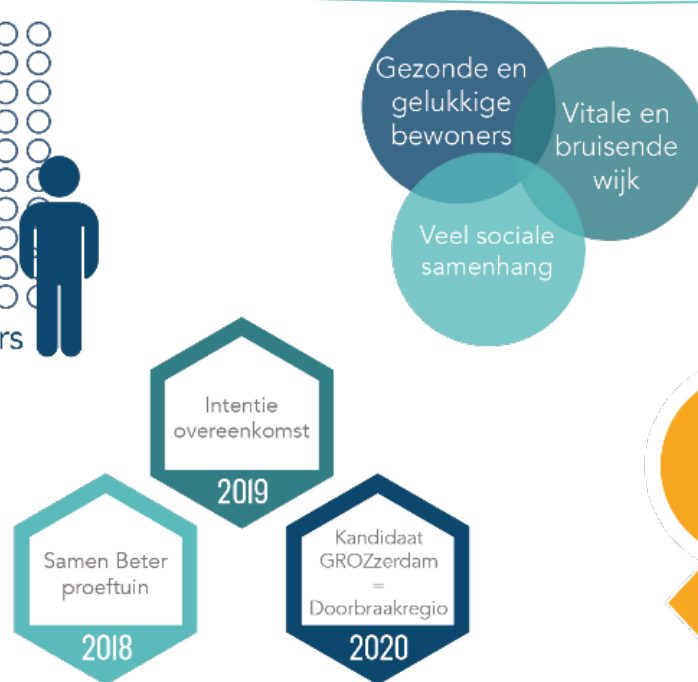 Gezonde en
gelukkige
bewoners
Vitale en
bruisende
wijk
Veel sociale
samenhang
rs
Intentie
overeenkomst
2019
Samen Beter
proeftuin
2018
Kandidaat
GROZzerdam
=
Doorbraakregio
2020